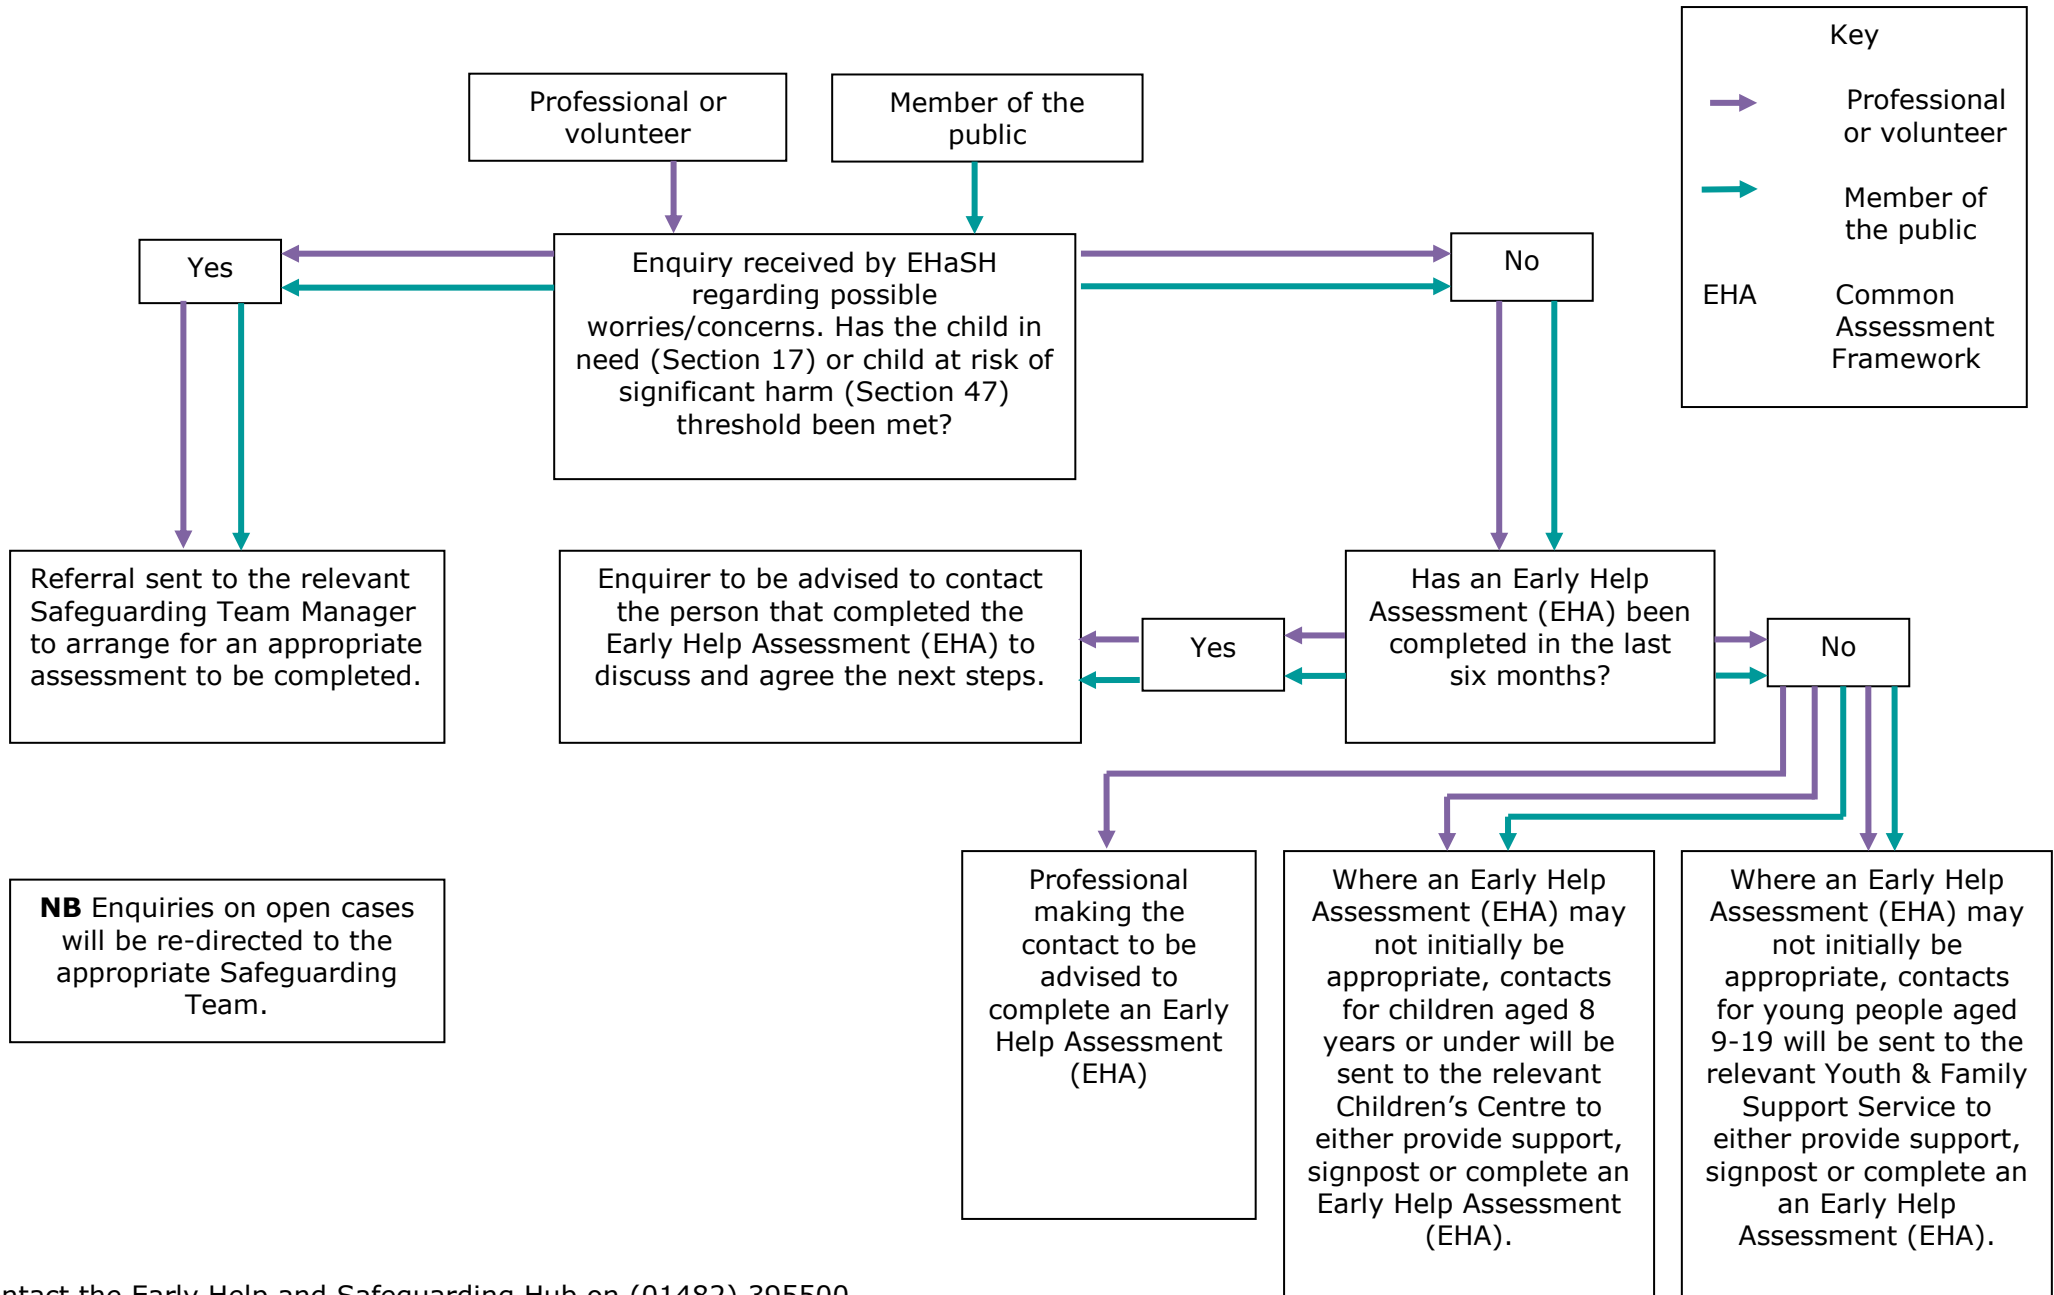 Key
Professional
or volunteer
Member of
the public
EHA Common
Assessment
Framework
Professional or
volunteer
Member of the
public
Yes
Enquiry received by EHaSH
regarding possible
worries/concerns. Has the child in
need (Section 17) or child at risk of
significant harm (Section 47)
threshold been met?
No
Referral sent to the relevant
Safeguarding Team Manager
to arrange for an appropriate
assessment to be completed.
Enquirer to be advised to contact
the person that completed the
Early Help Assessment (EHA) to
discuss and agree the next steps.
Yes
Has an Early Help
Assessment (EHA) been
completed in the last
six months?
No
NB Enquiries on open cases
will be re-directed to the
appropriate Safeguarding
Team.
Professional
making the
contact to be
advised to
complete an Early
Help Assessment
(EHA)
Where an Early Help
Assessment (EHA) may
not initially be
appropriate, contacts
for children aged 8
years or under will be
sent to the relevant
Children’s Centre to
either provide support,
signpost or complete an
Early Help Assessment
(EHA).
Where an Early Help
Assessment (EHA) may
not initially be
appropriate, contacts
for young people aged
9-19 will be sent to the
relevant Youth & Family
Support Service to
either provide support,
signpost or complete an
an Early Help
Assessment (EHA).
ntact the Early Help and Safeguarding Hub on (01482) 395500